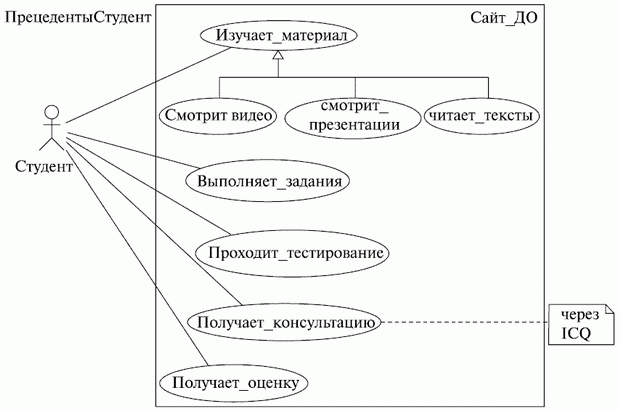 ПрецедентыСтудент
Сайт_ДО
Изучает_материал
Смотрит видео
смотрит_
презентации
читает_тексты
Студент
Выполняет_задания
Проходит_тестирование
Получает_консультацию
через
ICQ
Получает_оценку